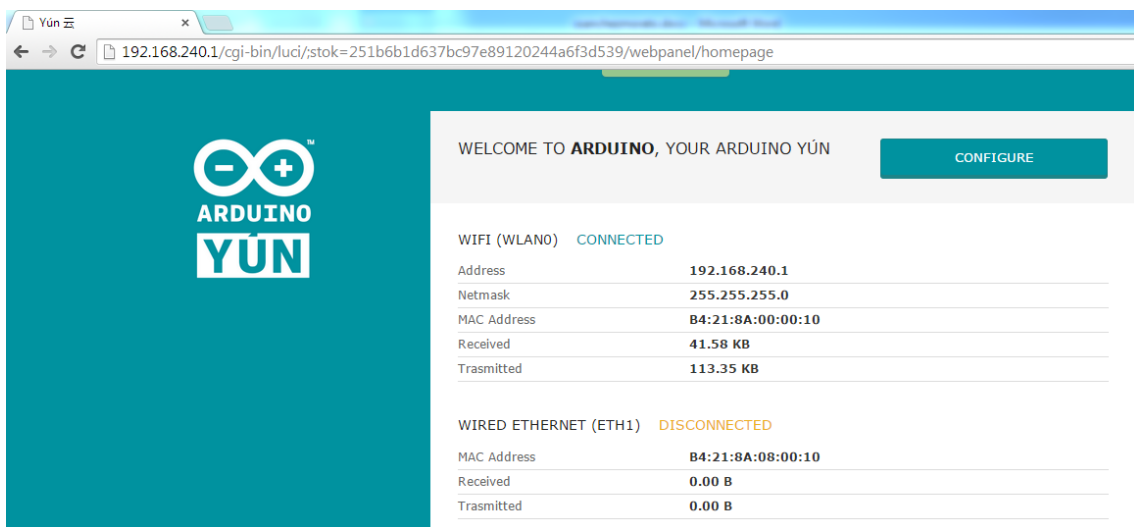 Yún 云
192.168.240.1/cgi-bin/luci/;stok=251b6b1d637bc97e89120244a6f3d539/webpanel/homepage
ARDUINO
YÚN
TM
WELCOME TO ARDUINO, YOUR ARDUINO YÚN
CONFIGURE
WIFI (WLAN0) CONNECTED
Address 192.168.240.1
Netmask 255.255.255.0
MAC Address B4:21:8A:00:00:10
Received 41.58 KB
Trasmitted 113.35 KB
WIRED ETHERNET (ETH1) DISCONNECTED
MAC Address B4:21:8A:08:00:10
Received 0.00 B
Trasmitted 0.00 B